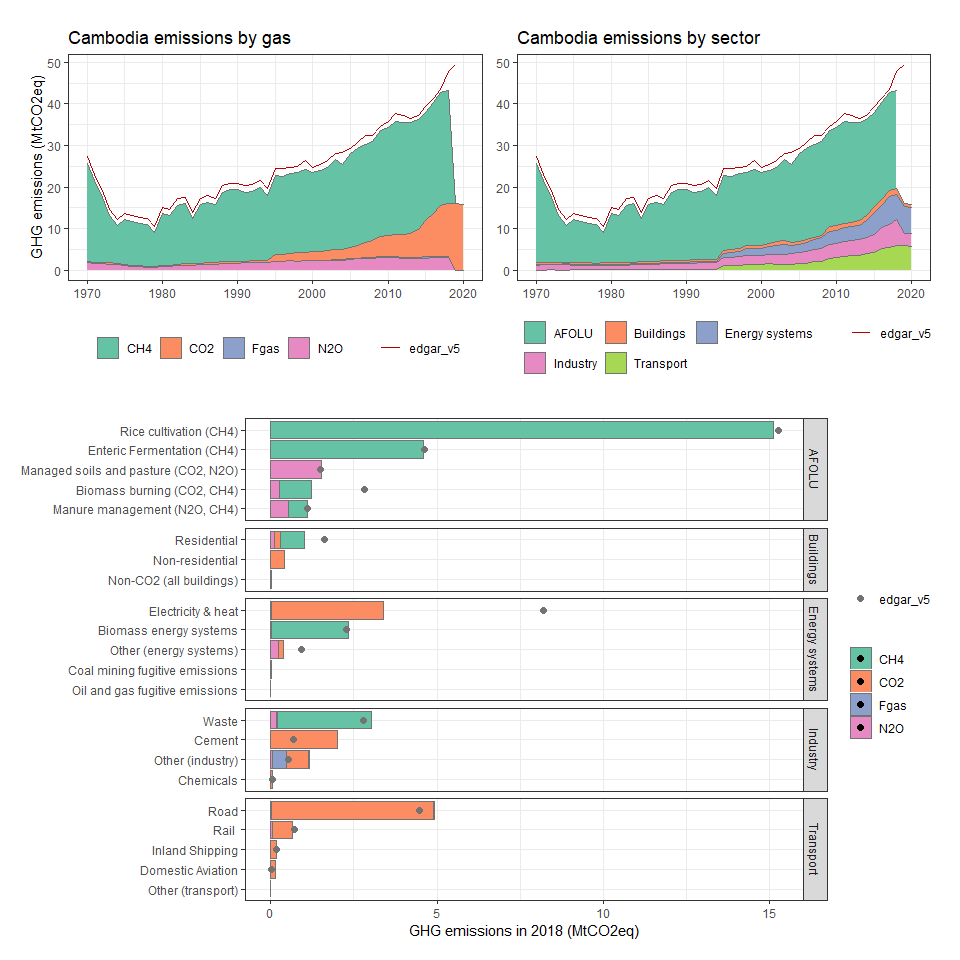 Cambodia emissions by gas
Cambodia emissions by sector
GHG emissions (MtCO2eq)
50
40
30
20
10
0
1970
1980
1990
2000
2010
2020
50
40
30
20
10
0
1970
1980
1990
2000
2010
2020
CH4
CO2
Fgas
N2O
edgar_v5
AFOLU
Buildings
Energy systems
edgar_v5
Industry
Transport
Rice cultivation (CH4)
Enteric Fermentation (CH4)
Managed soils and pasture (CO2, N2O)
Biomass burning (CO2, CH4)
Manure management (N2O, CH4)
AFOLU
Residential
Non-residential
Non-CO2 (all buildings)
Buildings
Electricity & heat
Biomass energy systems
Other (energy systems)
Coal mining fugitive emissions
Oil and gas fugitive emissions
Energy systems
Waste
Cement
Other (industry)
Chemicals
Industry
Road
Rail
Inland Shipping
Domestic Aviation
Other (transport)
Transport
0
5
10
15
GHG emissions in 2018 (MtCO2eq)
edgar_v5
CH4
CO2
Fgas
N2O